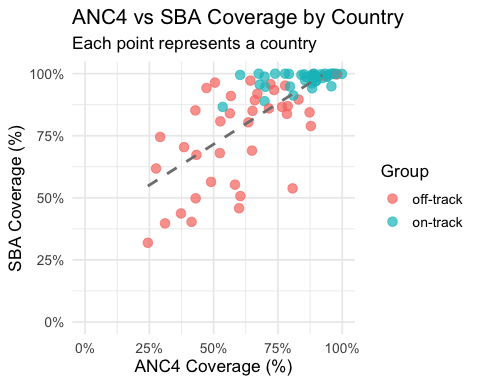 ANC4 vs SBA Coverage by Country
Each point represents a country
100%
75%
50%
25%
0%
SBA Coverage (%)
0%
25%
50%
75%
100%
ANC4 Coverage (%)
Group
off-track
on-track